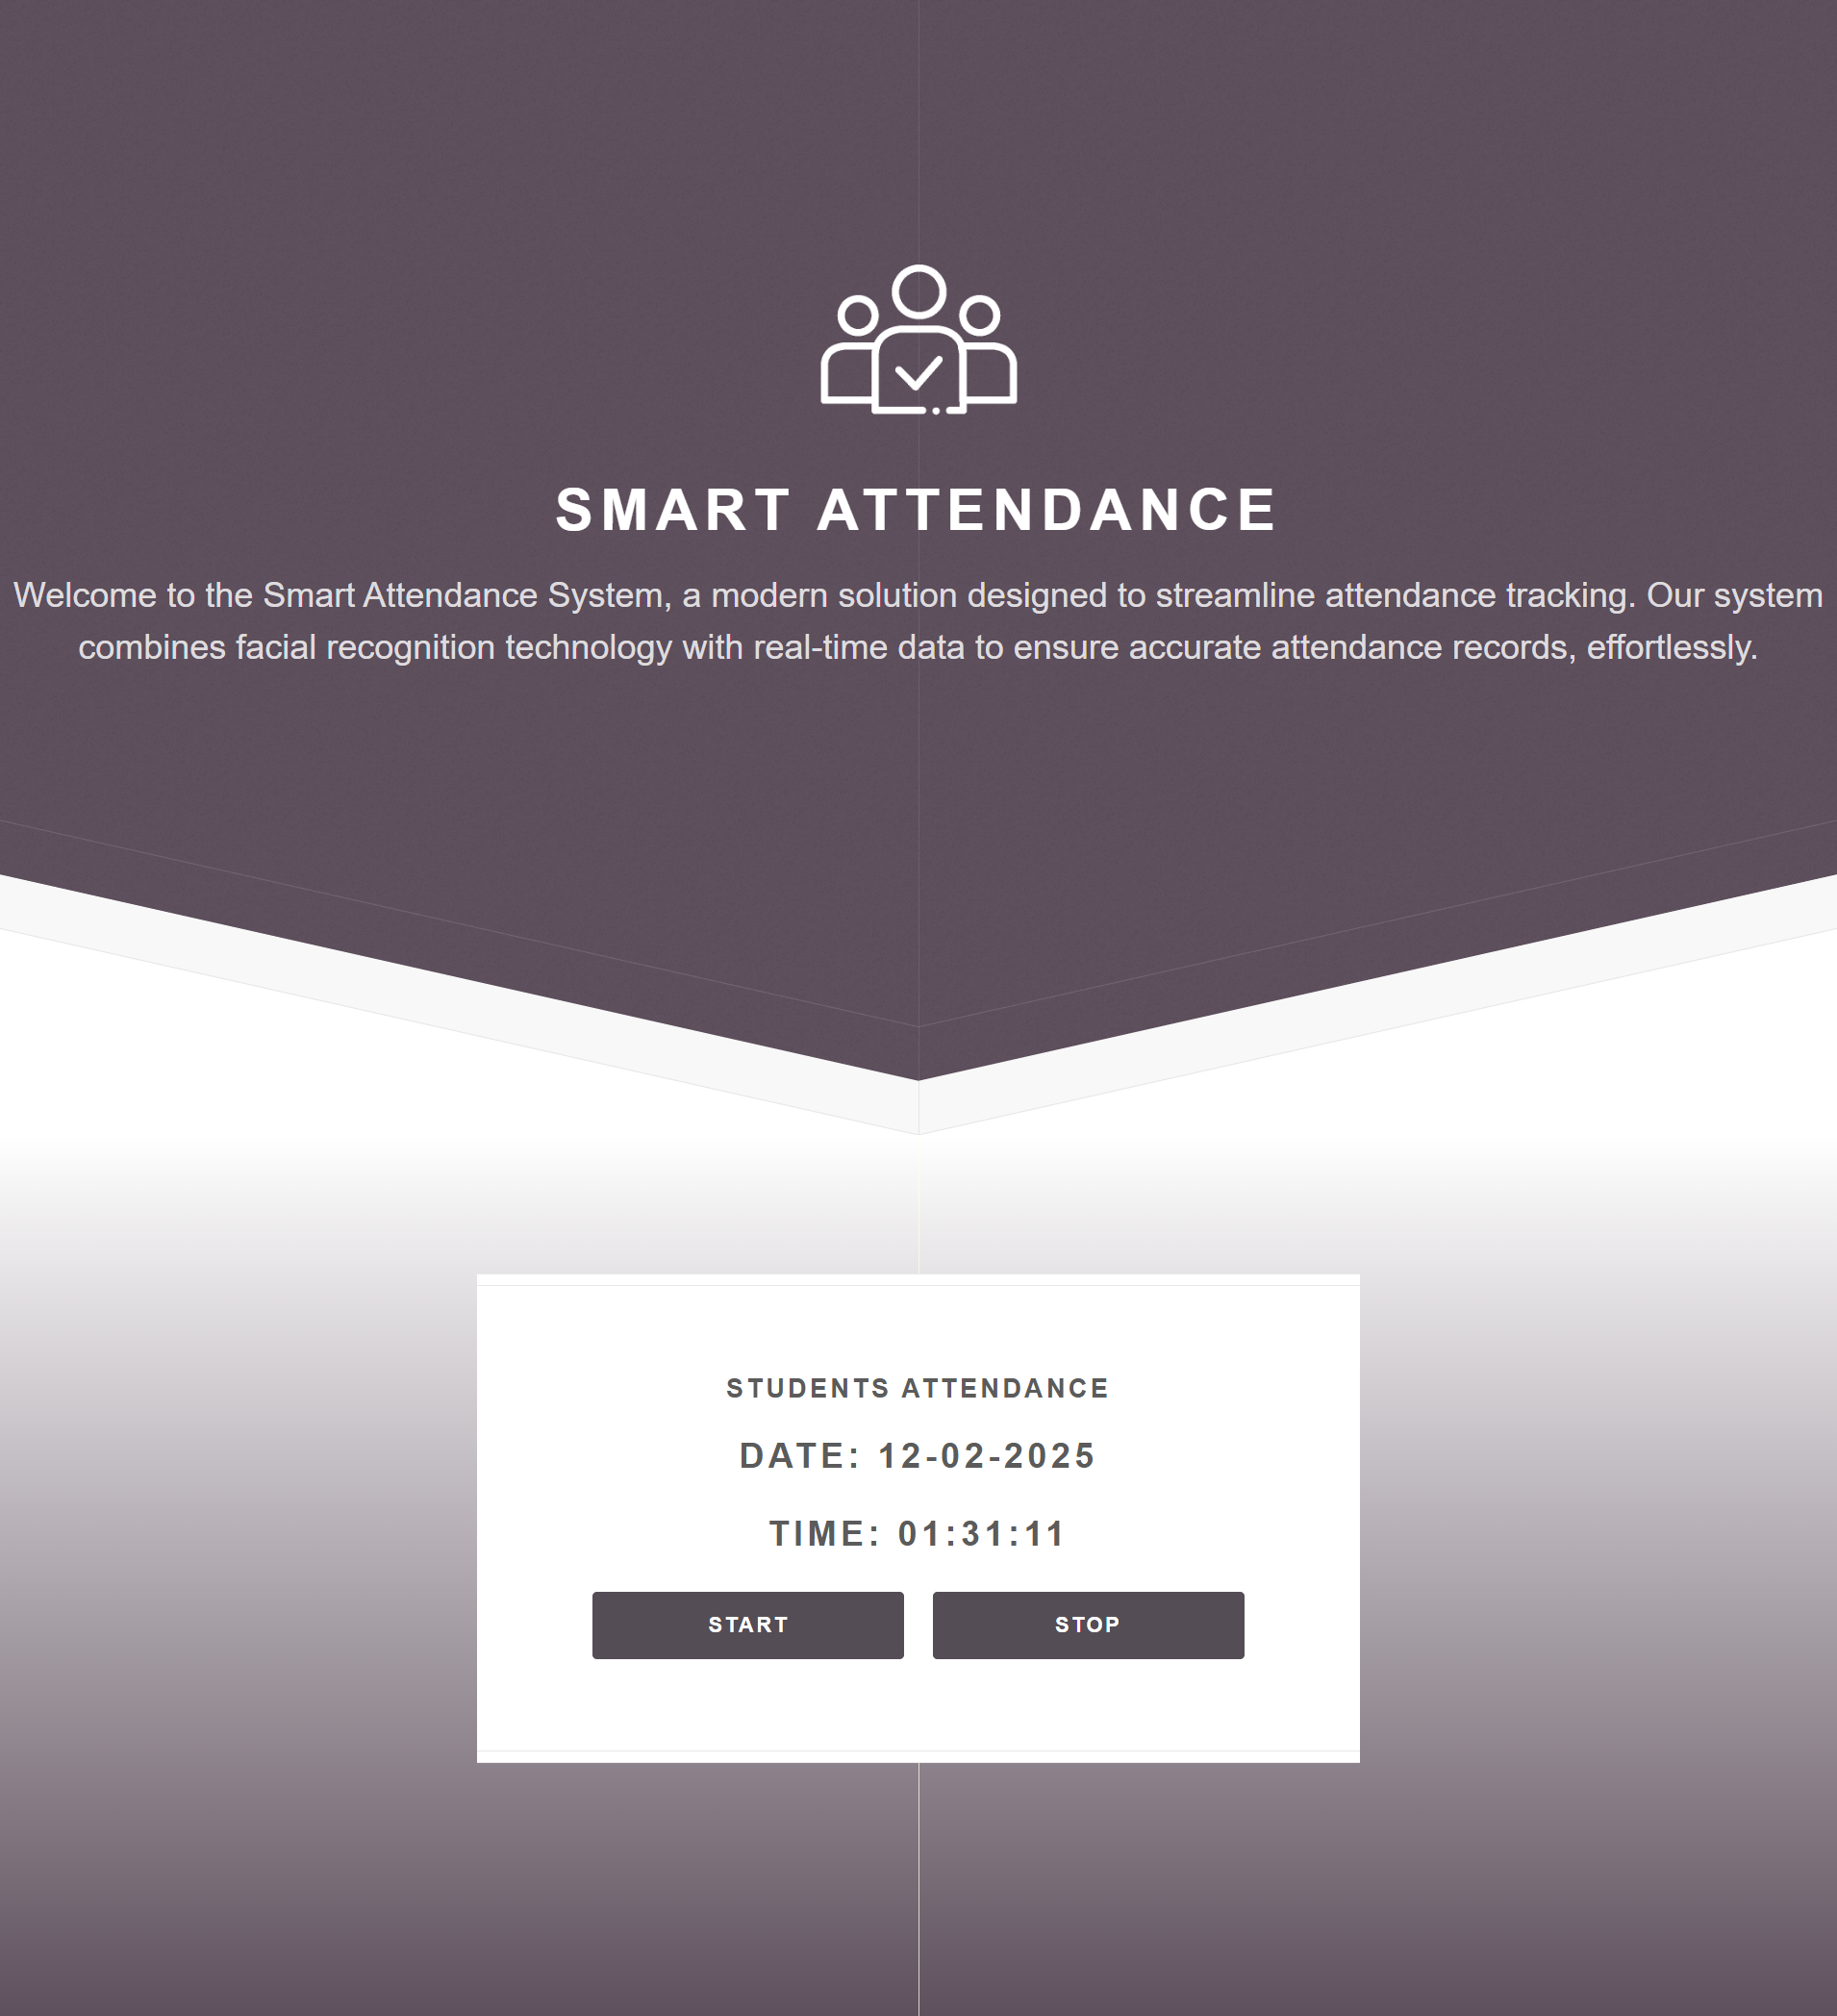 SMART ATTENDANCE
Welcome to the Smart Attendance System, a modern solution designed to streamline attendance tracking. Our system
combines facial recognition technology with real-time data to ensure accurate attendance records, effortlessly.
STUDENTS ATTENDANCE
DATE: 12-02-2025
TIME: 01:31:11
START STOP